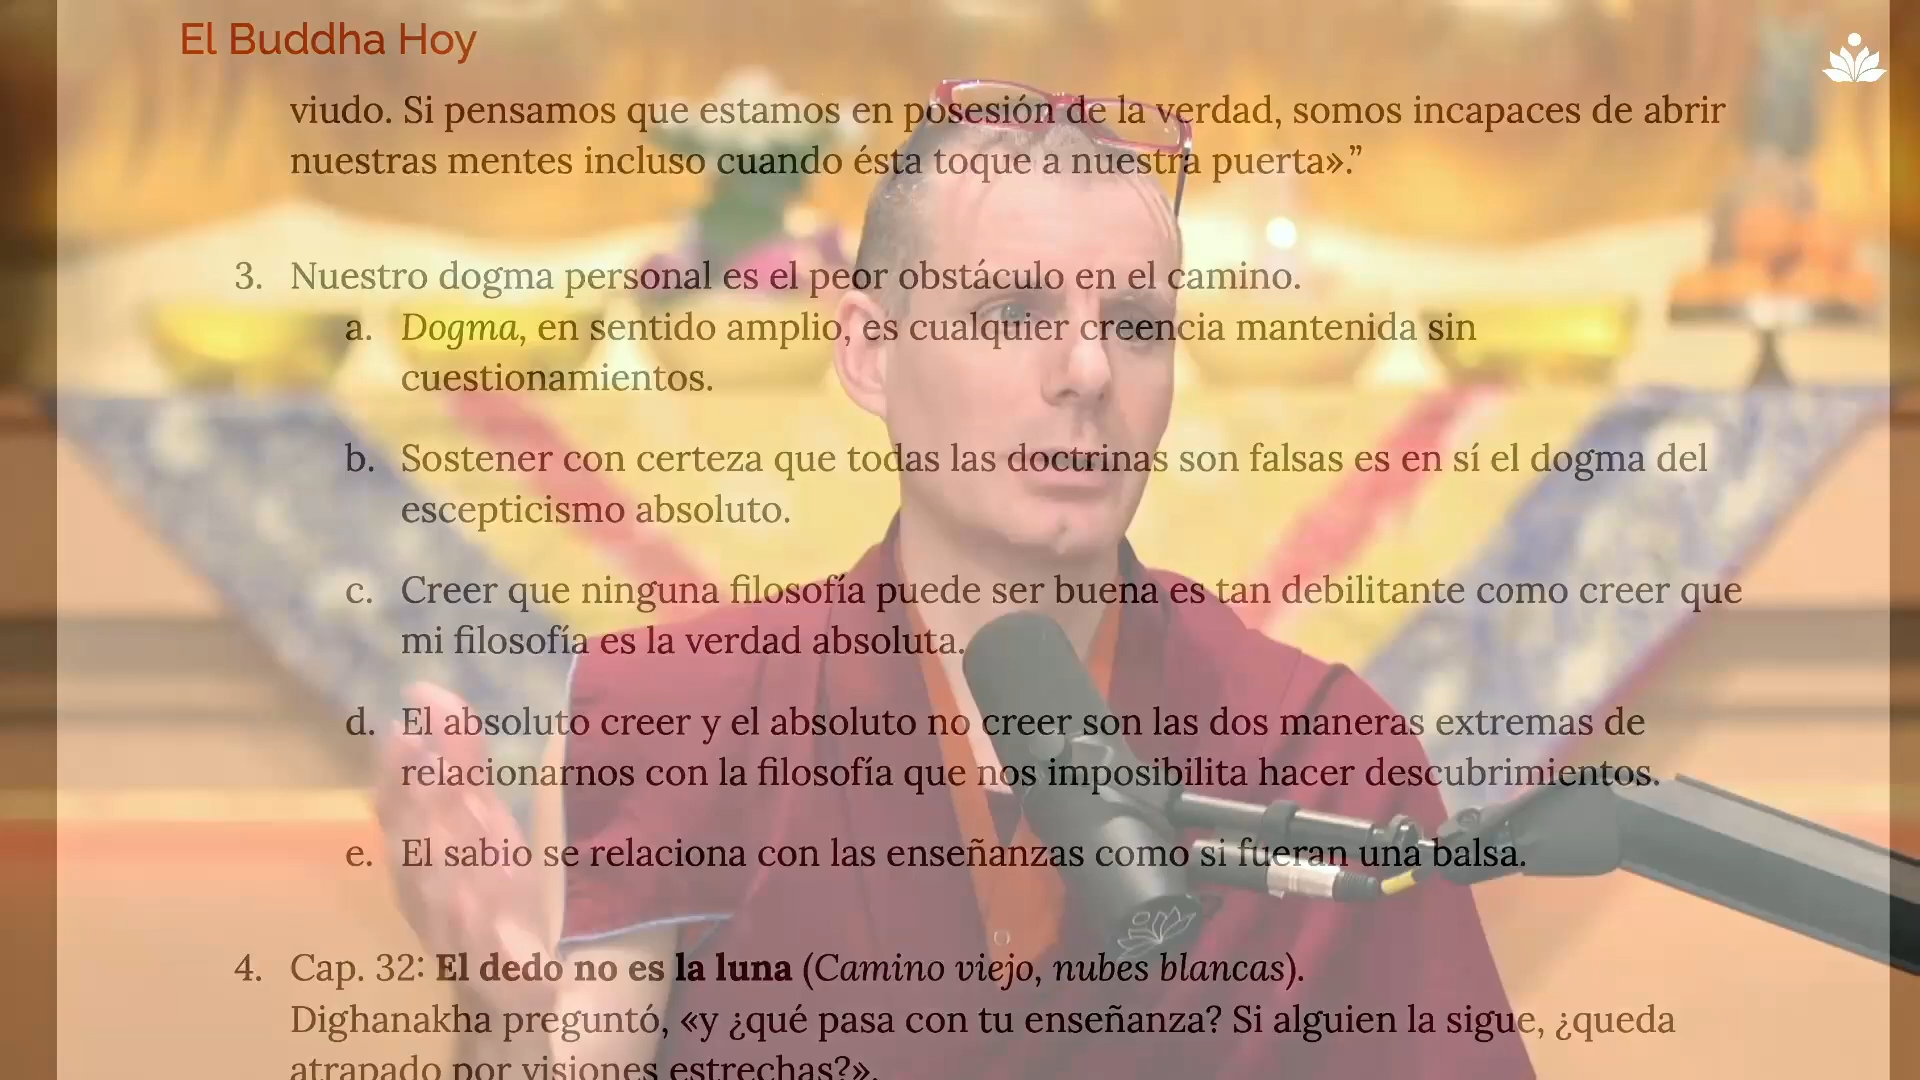 El Buddha Hoy
viudo. Si pensamos que estamos en posesión de la verdad, somos incapaces de abrir
nuestras mentes incluso cuando ésta toque a nuestra puerta».”
3. Nuestro dogma personal es el peor obstáculo en el camino.
a. Dogma, en sentido amplio, es cualquier creencia mantenida sin
cuestionamientos.
b. Sostener con certeza que todas las doctrinas son falsas es en sí el dogma del
escepticismo absoluto.
c. Creer que ninguna filosofía puede ser buena es tan debilitante como creer que
mi filosofía es la verdad absoluta.
d. El absoluto creer y el absoluto no creer son las dos maneras extremas de
relacionarnos con la filosofía que nos imposibilita hacer descubrimientos.
e. El sabio se relaciona con las enseñanzas como si fueran una balsa.
4. Cap. 32: El dedo no es la luna (Camino viejo, nubes blancas).
Dighanakha preguntó, «y ¿qué pasa con tu enseñanza? Si alguien la sigue, ¿queda
atrapado por visiones estrechas?».